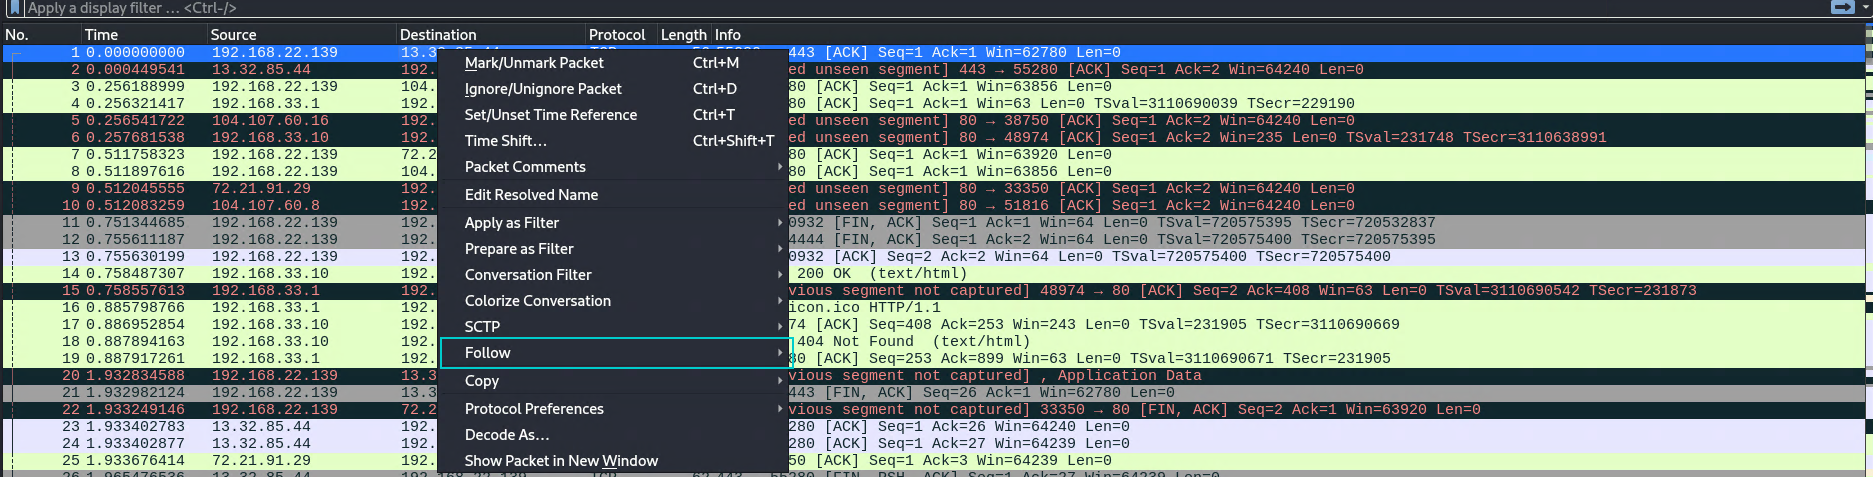 Apply a display filter … <Ctrl-/>
No. Time Source Destination Protocol Length Info
1 0.000000000 192.168.22.139 13.32.85.44 443 [ACK] Seq=1 Ack=1 Win=62780 Len=0
Mark/Unmark Packet Ctrl+M
2 0.000449541 13.32.85.44 192. ed unseen segment] 443 → 55280 [ACK] Seq=1 Ack=2 Win=64240 Len=0
3 0.256188999 192.168.22.139 104. 80 [ACK] Seq=1 Ack=1 Win=63856 Len=0
Ignore/Unignore Packet Ctrl+D
4 0.256321417 192.168.33.1 192. 80 [ACK] Seq=1 Ack=1 Win=63 Len=0 TSval=3110690039 TSecr=229190
Set/Unset Time Reference Ctrl+T
5 0.256541722 104.107.60.16 192. ed unseen segment] 80 → 38750 [ACK] Seq=1 Ack=2 Win=64240 Len=0
6 0.257681538 192.168.33.10 192. ed unseen segment] 80 → 48974 [ACK] Seq=1 Ack=2 Win=235 Len=0 TSval=231748 TSecr=3110638991
Time Shift… Ctrl+Shift+T
7 0.511758323 192.168.22.139 72.2 80 [ACK] Seq=1 Ack=1 Win=63920 Len=0
Packet Comments
8 0.511897616 192.168.22.139 104. 80 [ACK] Seq=1 Ack=1 Win=63856 Len=0
9 0.512045555 72.21.91.29 192. ed unseen segment] 80 → 33350 [ACK] Seq=1 Ack=2 Win=64240 Len=0
Edit Resolved Name
10 0.512083259 104.107.60.8 192. ed unseen segment] 80 → 51816 [ACK] Seq=1 Ack=2 Win=64240 Len=0
11 0.751344685 192.168.22.139 192. 0932 [FIN, ACK] Seq=1 Ack=1 Win=64 Len=0 TSval=720575395 TSecr=720532837
Apply as Filter
12 0.755611187 192.168.22.139 192. 4444 [FIN, ACK] Seq=1 Ack=2 Win=64 Len=0 TSval=720575400 TSecr=720575395
Prepare as Filter
13 0.755630199 192.168.22.139 192. 0932 [ACK] Seq=2 Ack=2 Win=64 Len=0 TSval=720575400 TSecr=720575400
14 0.758487307 192.168.33.10 192. 200 OK (text/html)
Conversation Filter
15 0.758557613 192.168.33.1 192. vious segment not captured] 48974 → 80 [ACK] Seq=2 Ack=408 Win=63 Len=0 TSval=3110690542 TSecr=231873
Colorize Conversation
16 0.885798766 192.168.33.1 192. icon.ico HTTP/1.1
17 0.886952854 192.168.33.10 192. 74 [ACK] Seq=408 Ack=253 Win=243 Len=0 TSval=231905 TSecr=3110690669
SCTP
18 0.887894163 192.168.33.10 192. 404 Not Found (text/html)
Follow
19 0.887917261 192.168.33.1 192. 80 [ACK] Seq=253 Ack=899 Win=63 Len=0 TSval=3110690671 TSecr=231905
20 1.932834588 192.168.22.139 13.3 vious segment not captured] , Application Data
Copy
21 1.932982124 192.168.22.139 13.3 443 [FIN, ACK] Seq=26 Ack=1 Win=62780 Len=0
22 1.933249146 192.168.22.139 72.2 vious segment not captured] 33350 → 80 [FIN, ACK] Seq=2 Ack=1 Win=63920 Len=0
Protocol Preferences
23 1.933402783 13.32.85.44 192. 280 [ACK] Seq=1 Ack=26 Win=64240 Len=0
Decode As…
24 1.933402877 13.32.85.44 192. 280 [ACK] Seq=1 Ack=27 Win=64239 Len=0
25 1.933676414 72.21.91.29 192. 50 [ACK] Seq=1 Ack=3 Win=64239 Len=0
Show Packet in New Window